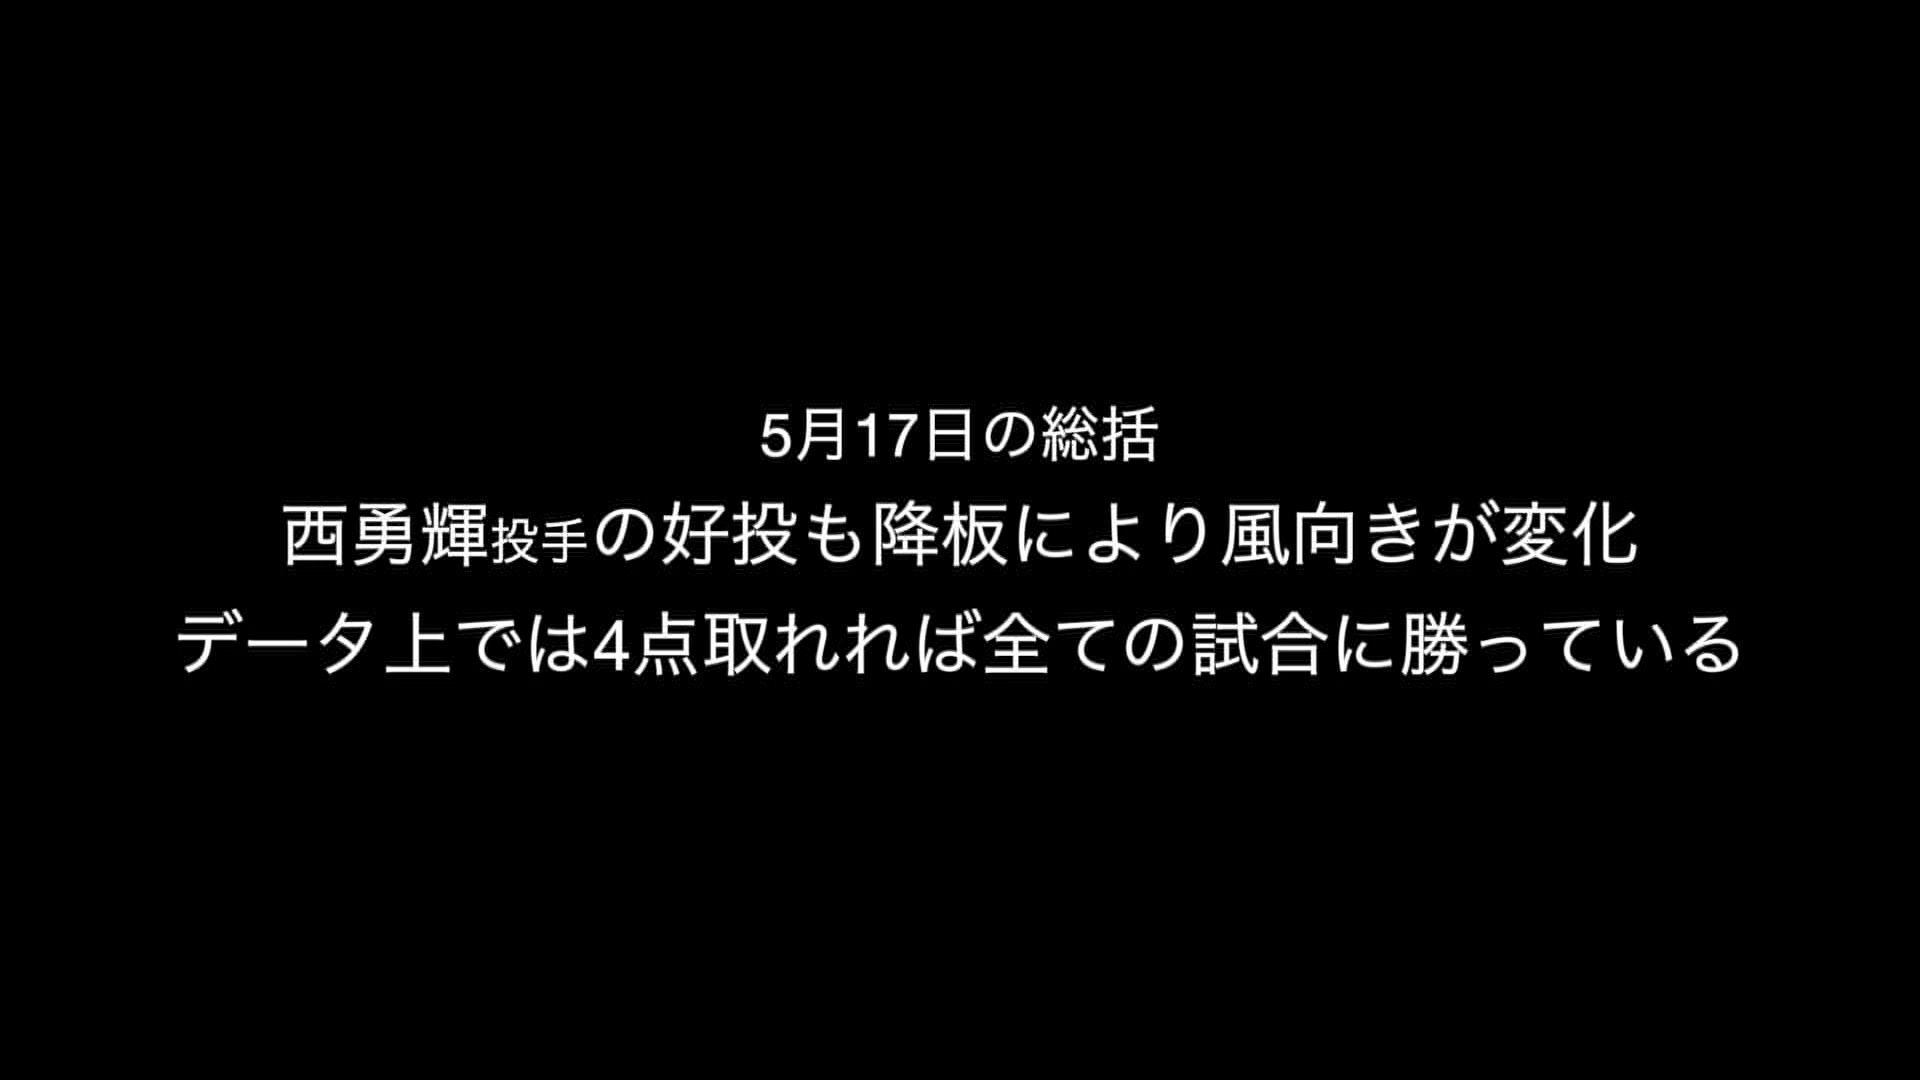 5月17日の総括
西勇輝投手の好投も降板により風向きが変化
データ上では4点取れれば全ての試合に勝っている